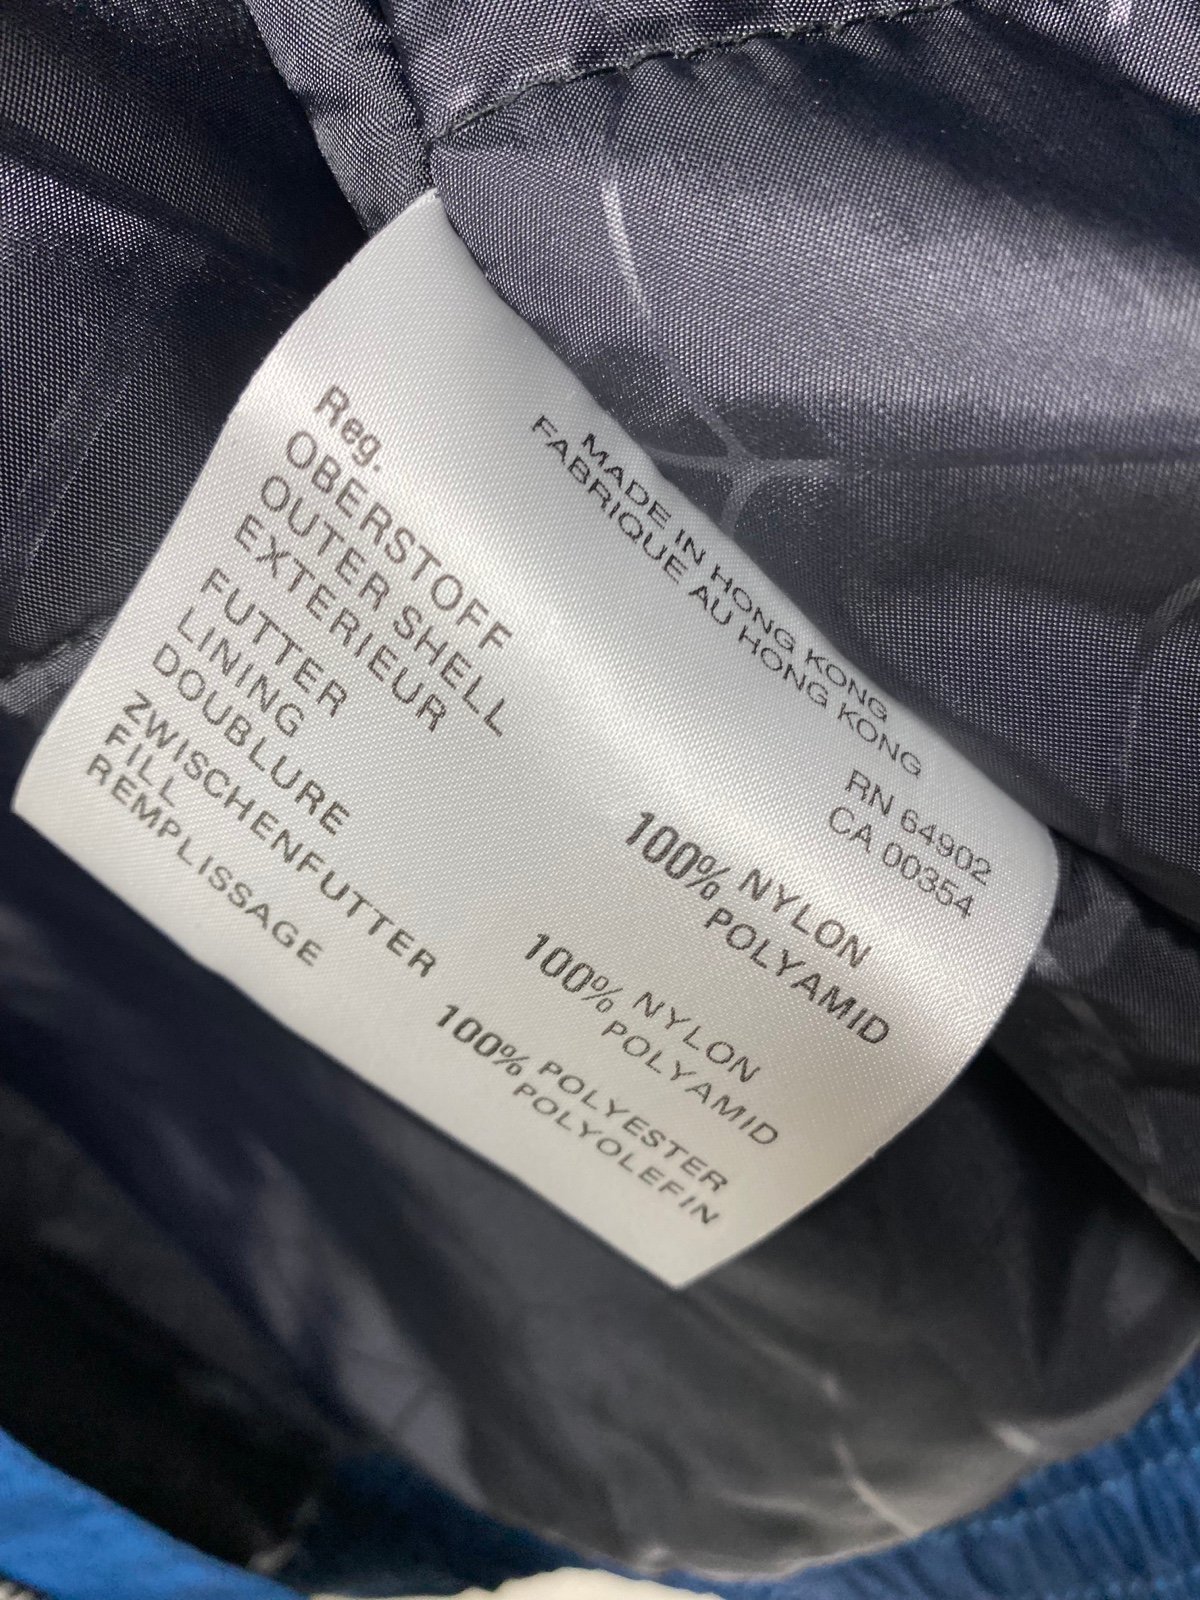 MADE IN HONG KONG
FABRIQUE AU HONG KONG
RN 64902
CA 00354
Reg.
OBERSTOFF
OUTER SHELL
EXTERIEUR
100% NYLON
POLYAMID
FUTTER
LINING
DOUBLURE
100% NYLON
POLYAMID
ZWISCHENFUTTER
FILL
REMPLISSAGE
100% POLYESTER
POLYOLEFIN